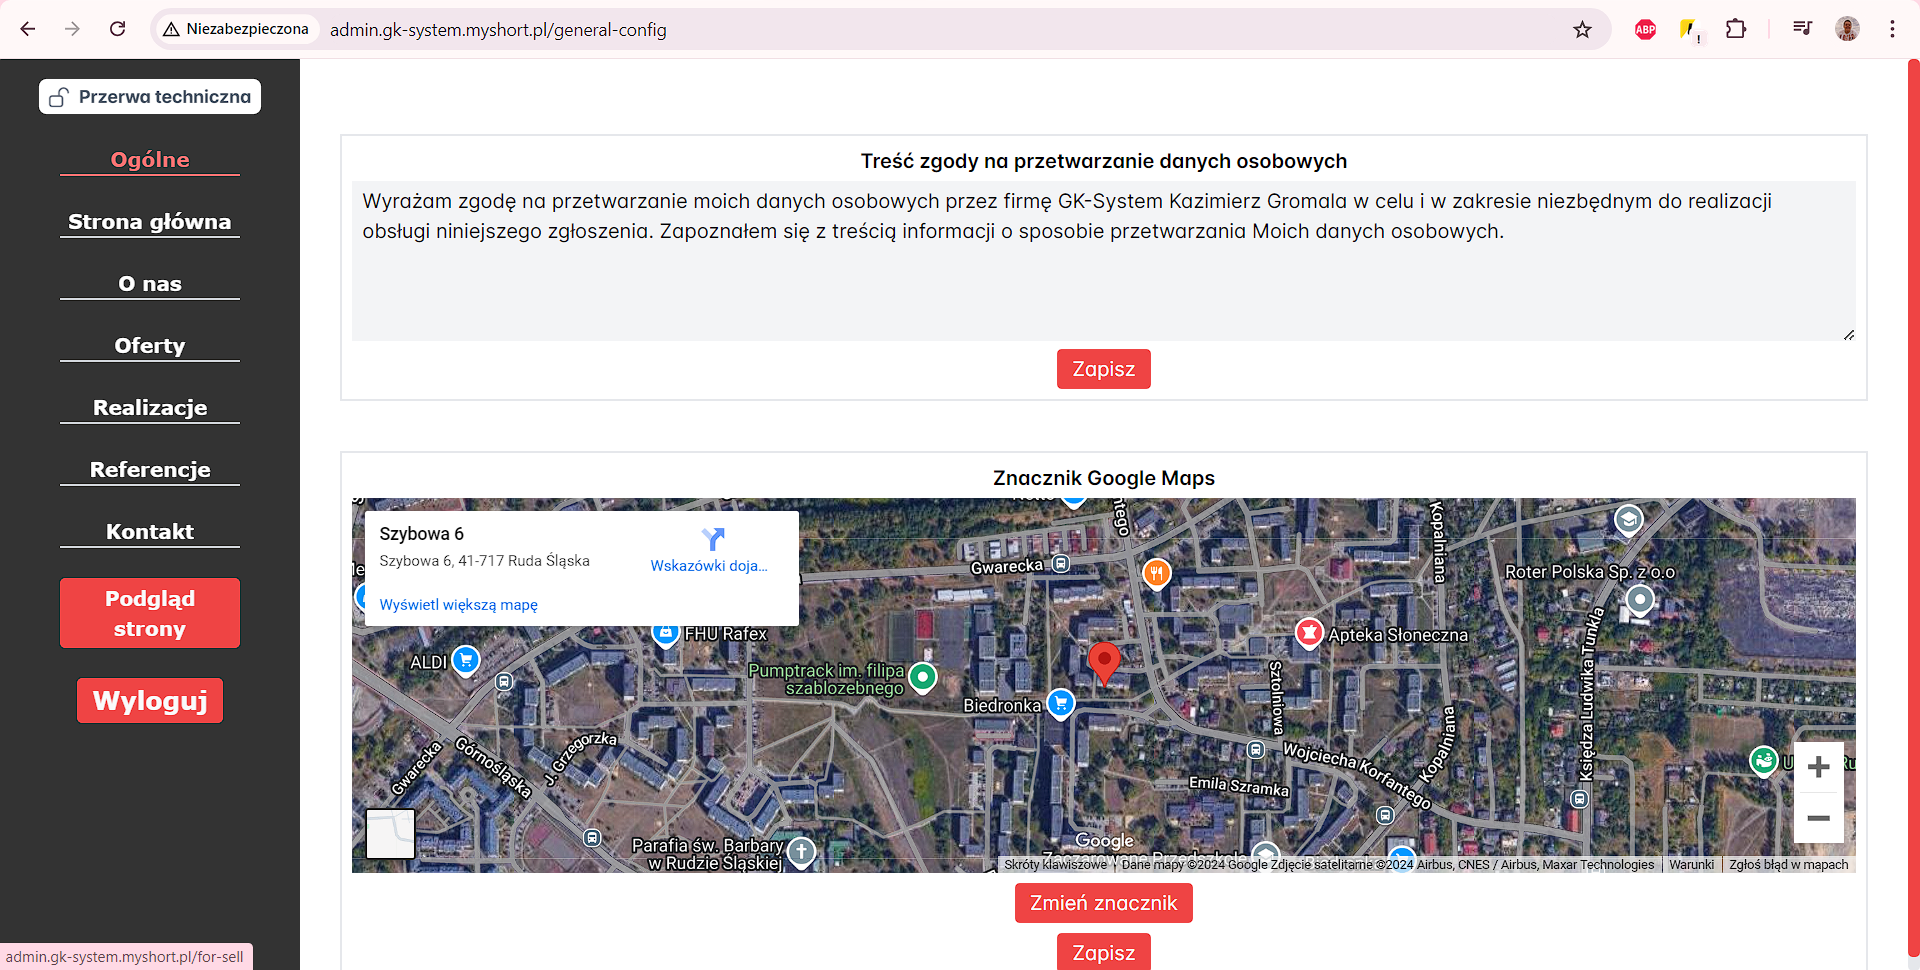 Niezabezpieczona
admin.gk-system.myshort.pl/general-config
ABP
Przerwa techniczna
Ogólne
Strona główna
O nas
Oferty
Realizacje
Referencje
Kontakt
Podgląd
strony
Wyloguj
admin.gk-system.myshort.pl/for-sell
Treść zgody na przetwarzanie danych osobowych
Wyrażam zgodę na przetwarzanie moich danych osobowych przez firmę GK-System Kazimierz Gromala w celu i w zakresie niezbędnym do realizacji
obsługi niniejszego zgłoszenia. Zapoznałem się z treścią informacji o sposobie przetwarzania Moich danych osobowych.
Zapisz
Znacznik Google Maps
Szybowa 6
Szybowa 6, 41-717 Ruda Śląska
Wskazówki doja...
Wyświetl większą mapę
Gwarecka
Kopalniana
Roter Polska Sp. z o.o
FHU Rafex
Apteka Słoneczna
ALDI
Pumptrack im. filipa
szablozebnego
Biedronka
Sztolniowa
Księdza Ludwika Tunkla
Gwarecka
Górnośląska
J. Grzegorzka
Wojciecha Korfantego
Kopalniana
Emila Szramka
Parafia św. Barbary
w Rudzie Śląskiej
Google
Skróty klawiszowe
Dane mapy ©2024 Google Zdjęcie satelitarne ©2024 Airbus, CNES / Airbus, Maxar Technologies
Warunki
Zgłoś błąd w mapach
Zmień znacznik
Zapisz